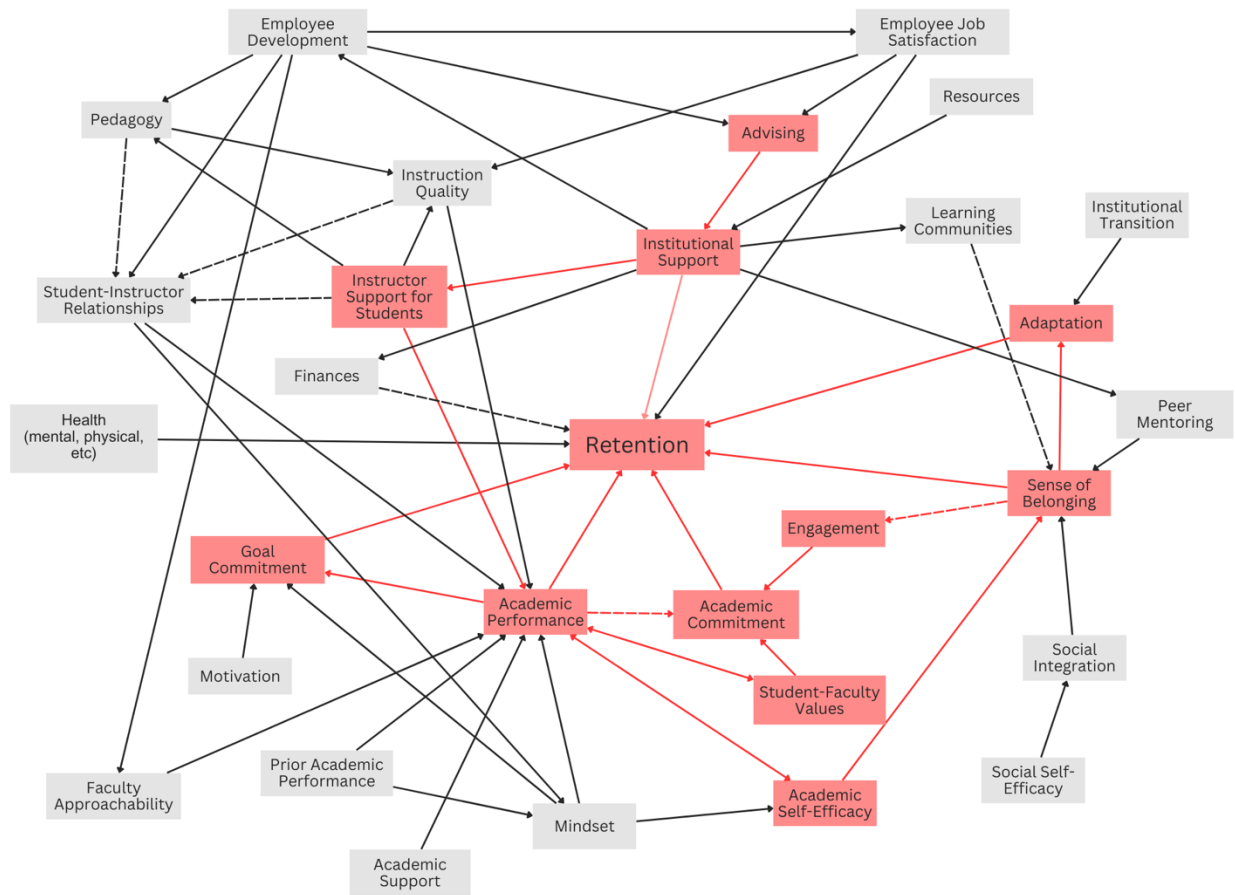 Employee
Development
Employee Job
Satisfaction
Resources
Pedagogy
Advising
Instruction
Quality
Learning
Communities
Institutional
Transition
Institutional
Support
Student-Instructor
Relationships
Instructor
Support for
Students
Adaptation
Finances
Health
(mental, physical,
etc)
Retention
Peer
Mentoring
Sense of
Belonging
Engagement
Goal
Commitment
Academic
Performance
Academic
Commitment
Motivation
Social
Integration
Student-Faculty
Values
Faculty
Approachability
Prior Academic
Performance
Social Self-
Efficacy
Academic
Self-Efficacy
Mindset
Academic
Support